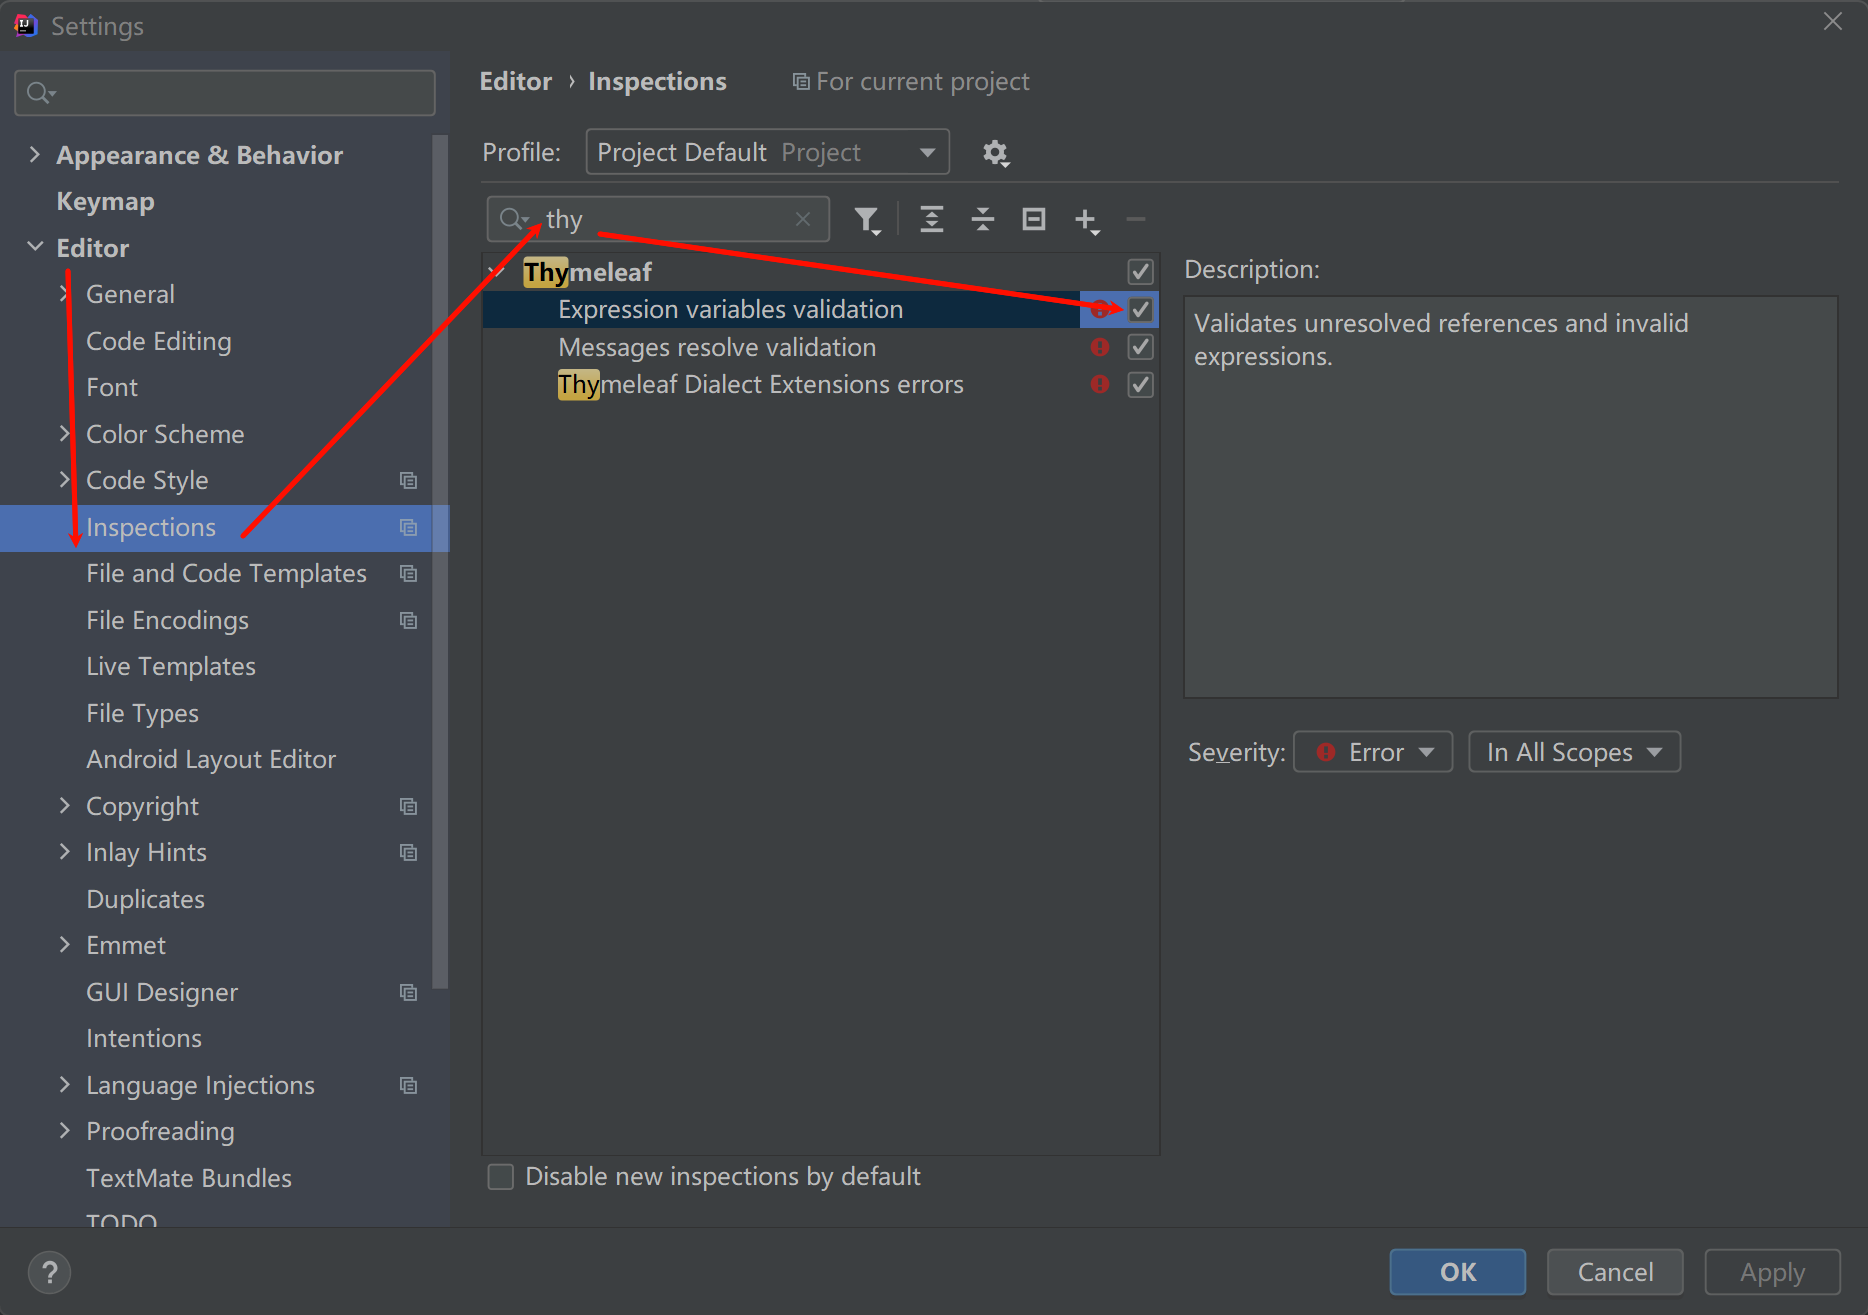 Settings
Appearance & Behavior
Keymap
Editor
General
Code Editing
Font
Color Scheme
Code Style
Inspections
File and Code Templates
File Encodings
Live Templates
File Types
Android Layout Editor
Copyright
Inlay Hints
Duplicates
Emmet
GUI Designer
Intentions
Language Injections
Proofreading
TextMate Bundles
TODO
Editor › Inspections
For current project
Profile: Project Default Project
thy
Thymeleaf
Expression variables validation
Messages resolve validation
Thymeleaf Dialect Extensions errors
Disable new inspections by default
Description:
Validates unresolved references and invalid
expressions.
Severity: Error In All Scopes
? OK Cancel Apply